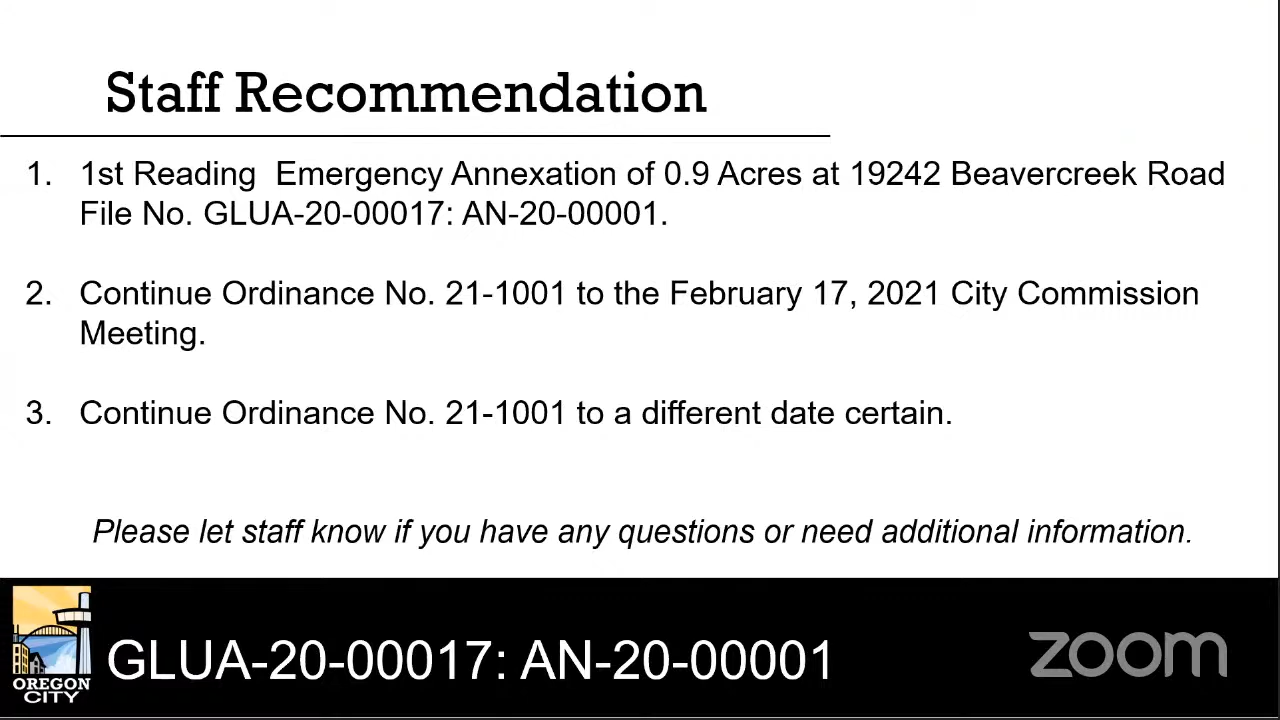 Staff Recommendation
1. 1st Reading  Emergency Annexation of 0.9 Acres at 19242 Beavercreek Road
File No. GLUA-20-00017: AN-20-00001.
2. Continue Ordinance No. 21-1001 to the February 17, 2021 City Commission
Meeting.
3. Continue Ordinance No. 21-1001 to a different date certain.
Please let staff know if you have any questions or need additional information.
OREGON
CITY
GLUA-20-00017: AN-20-00001
zoom